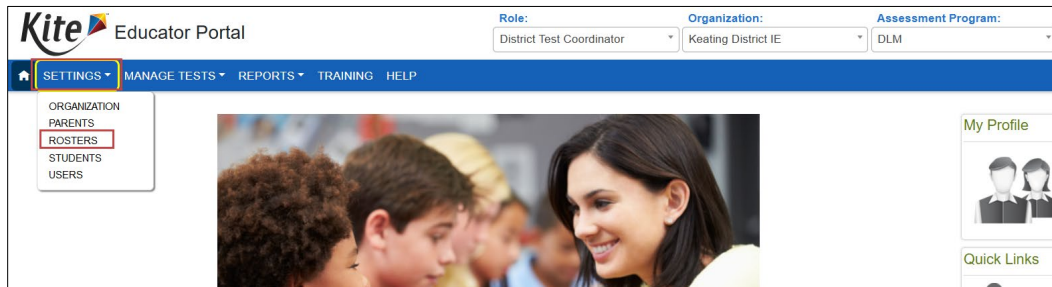 Kite Educator Portal
Role: Organization: Assessment Program:
District Test Coordinator Keating District IE DLM
SETTINGS MANAGE TESTS REPORTS TRAINING HELP
ORGANIZATION
PARENTS
ROSTERS
STUDENTS
USERS
My Profile
Quick Links